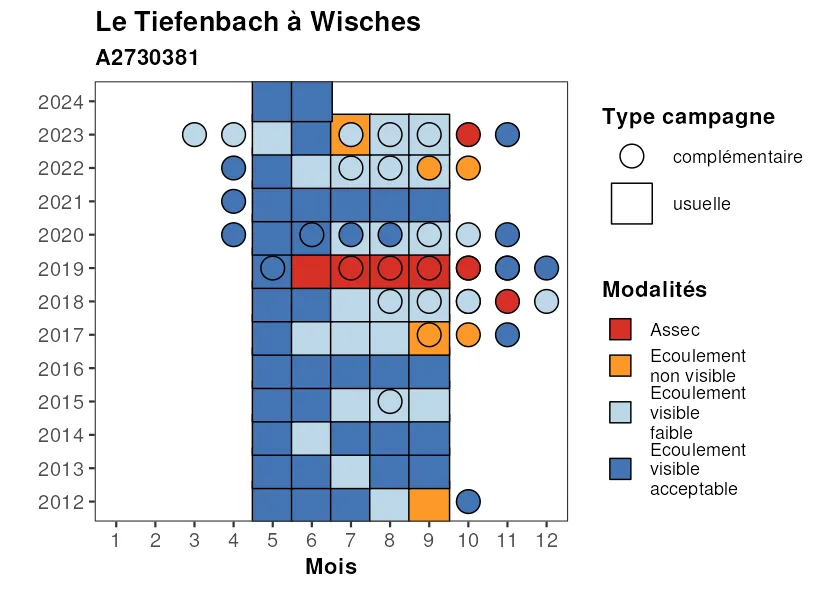 Le Tiefenbach à Wisches
A2730381
2024
2023
2022
2021
2020
2019
2018
2017
2016
2015
2014
2013
2012
1 2 3 4 5 6 7 8 9 10 11 12
Mois
Type campagne
complémentaire
usuelle
Modalités
Assec
Ecoulement
non visible
Ecoulement
visible
faible
Ecoulement
visible
acceptable